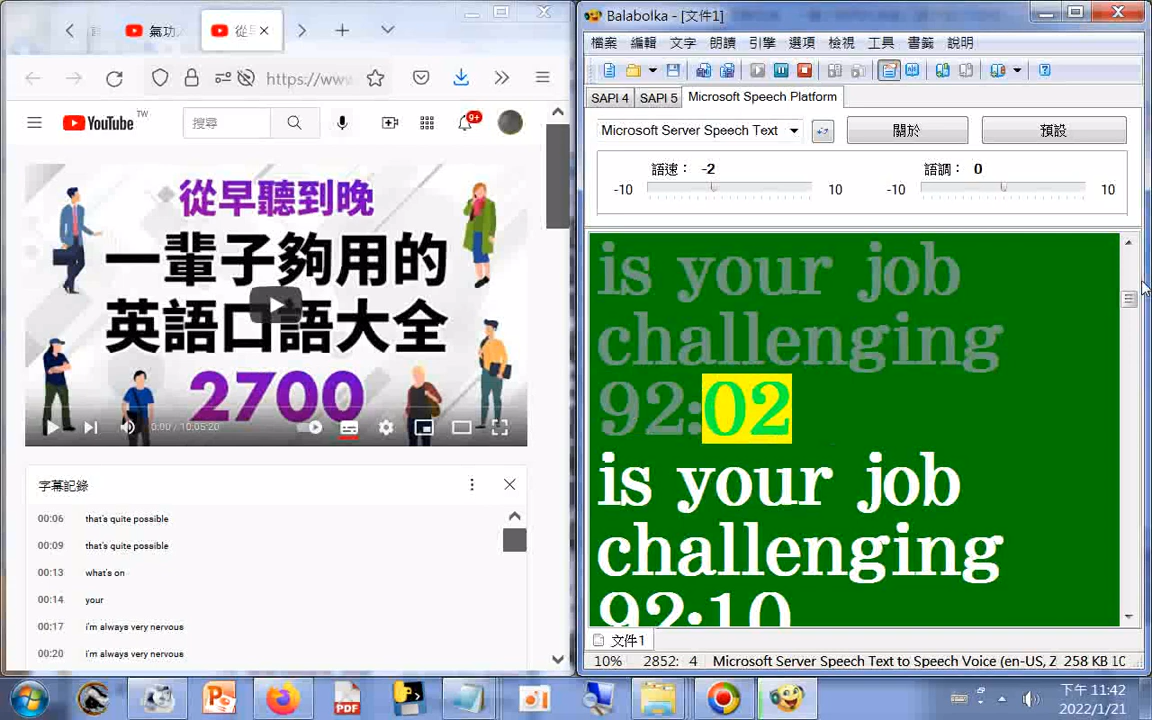 氣功
從
https://www
YouTube TW
搜尋
9+
從早聽到晚
一輩子夠用的
英語口語大全
2700
0:00 / 10:05:20
字幕記錄
00:06 that's quite possible
00:09 that's quite possible
00:13 what's on
00:14 your
00:17 i'm always very nervous
00:20 i'm always very nervous
Balabolka - [文件1]
檔案 編輯 文字 朗讀 引擎 選項 檢視 工具 書籤 說明
SAPI 4 SAPI 5 Microsoft Speech Platform
Microsoft Server Speech Text 關於 預設
語速： -2 語調： 0
-10 10 -10 10
is your job
challenging
92:02
is your job
challenging
92:10
文件1
10% 2852: 4 Microsoft Server Speech Text to Speech Voice (en-US, Z 258 KB 10
PDF
下午 11:42
2022/1/21